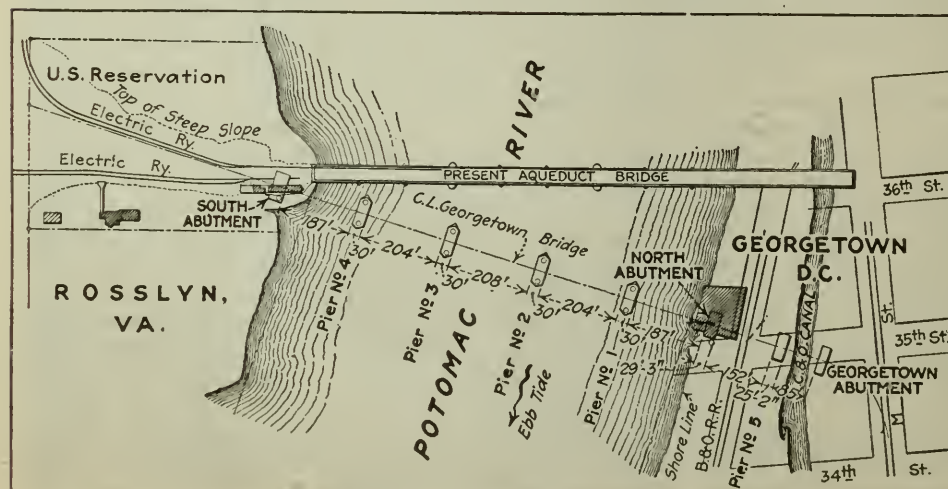 U.S. Reservation
Top of Steep Slope
Electric Ry.
Electric Ry.
SOUTH ABUTMENT
ROSSLYN, VA.
RIVER
PRESENT AQUEDUCT BRIDGE
C.L. Georgetown Bridge
187'
30'
204'
30'
208'
30'
204'
30'
187'
Pier No 4
Pier No 3
Pier No 2
Pier No 1
POTOMAC
Ebb Tide
NORTH ABUTMENT
GEORGETOWN D.C.
29'-3"
152'
25'-2"
85'
Shore Line
B.& O.R.R.
Pier No 5
C.& O. CANAL
GEORGETOWN ABUTMENT
36th St.
35th St.
34th St.
M St.